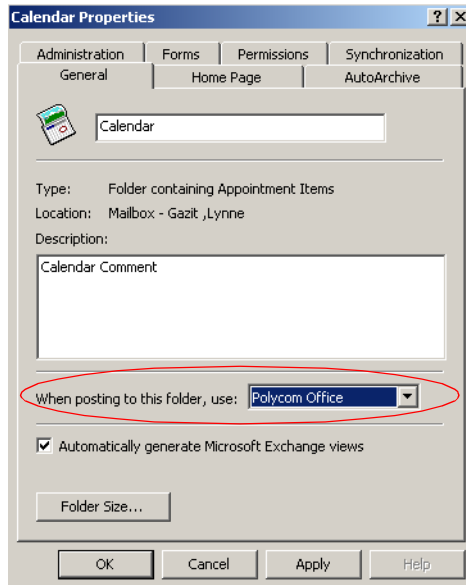 Calendar Properties
Administration Forms Permissions Synchronization
General Home Page AutoArchive
Calendar
Type: Folder containing Appointment Items
Location: Mailbox - Gazit ,Lynne
Description:
Calendar Comment
When posting to this folder, use: Polycom Office
Automatically generate Microsoft Exchange views
Folder Size...
OK Cancel Apply Help